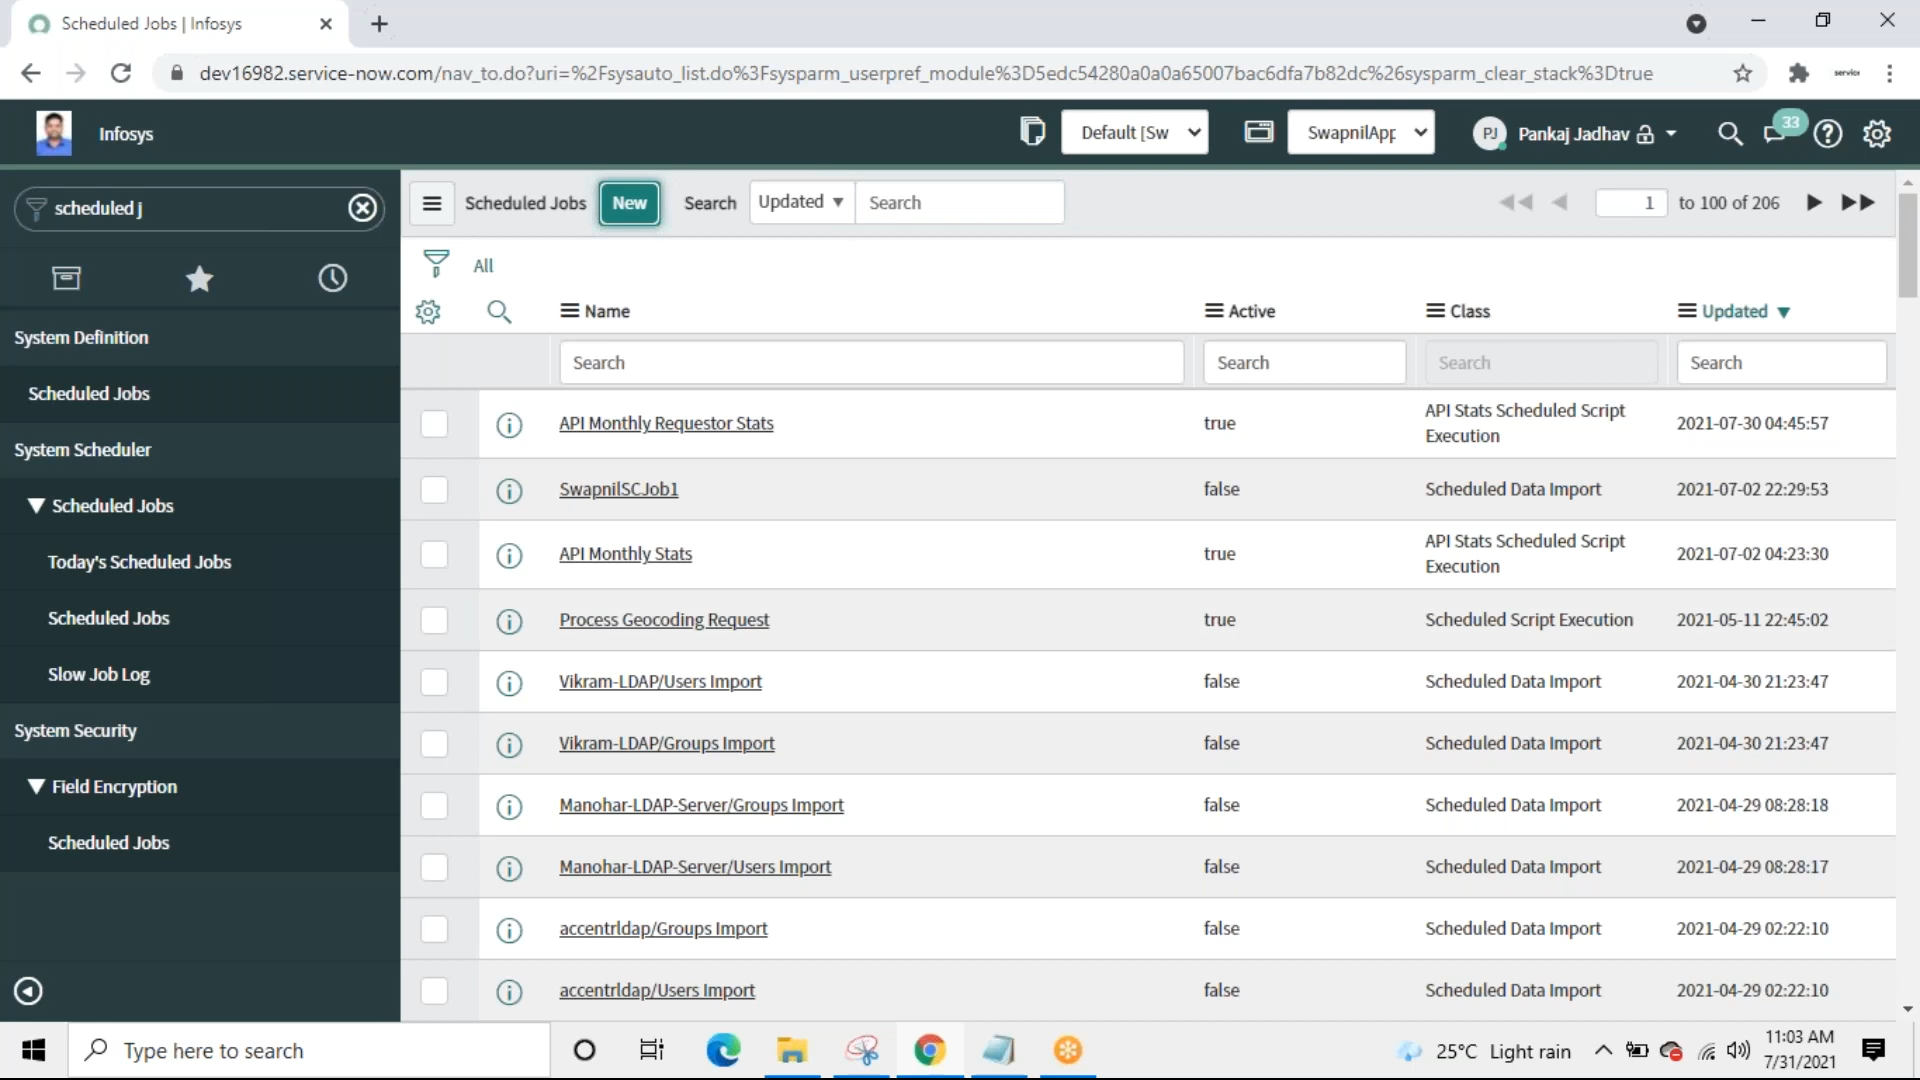 Scheduled Jobs | Infosys
dev16982.service-now.com/nav_to.do?uri=%2Fsysauto_list.do%3Fsysparm_userpref_module%3D5edc54280a0a0a65007bac6dfa7b82dc%26sysparm_clear_stack%3Dtrue
service
Infosys
Default [Sw
SwapnilApp
PJ
Pankaj Jadhav
33
scheduled j
Scheduled Jobs
New
Search
Updated
Search
1
to 100 of 206
All
Name
Active
Class
Updated
Search
Search
Search
Search
System Definition
Scheduled Jobs
System Scheduler
Scheduled Jobs
Today's Scheduled Jobs
Scheduled Jobs
Slow Job Log
System Security
Field Encryption
Scheduled Jobs
API Monthly Requestor Stats
true
API Stats Scheduled Script
Execution
2021-07-30 04:45:57
SwapnilSCJob1
false
Scheduled Data Import
2021-07-02 22:29:53
API Monthly Stats
true
API Stats Scheduled Script
Execution
2021-07-02 04:23:30
Process Geocoding Request
true
Scheduled Script Execution
2021-05-11 22:45:02
Vikram-LDAP/Users Import
false
Scheduled Data Import
2021-04-30 21:23:47
Vikram-LDAP/Groups Import
false
Scheduled Data Import
2021-04-30 21:23:47
Manohar-LDAP-Server/Groups Import
false
Scheduled Data Import
2021-04-29 08:28:18
Manohar-LDAP-Server/Users Import
false
Scheduled Data Import
2021-04-29 08:28:17
accentrldap/Groups Import
false
Scheduled Data Import
2021-04-29 02:22:10
accentrldap/Users Import
false
Scheduled Data Import
2021-04-29 02:22:10
Type here to search
25°C Light rain
11:03 AM
7/31/2021